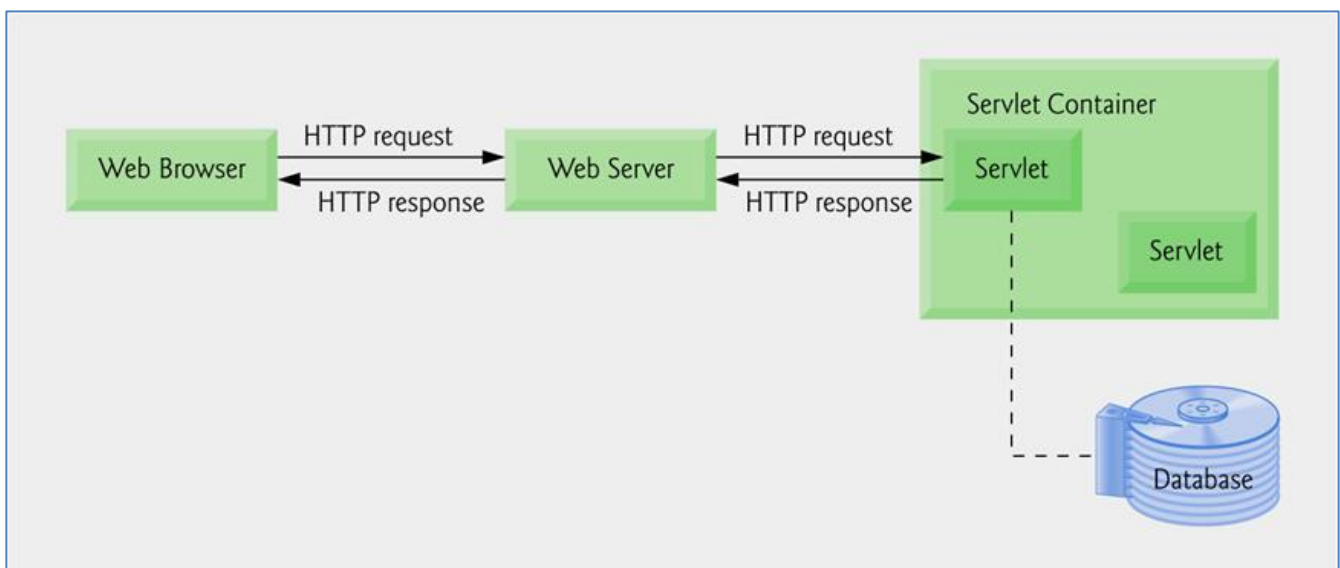 Servlet Container
HTTP request
HTTP request
Web Browser
Web Server
Servlet
HTTP response
HTTP response
Servlet
Database